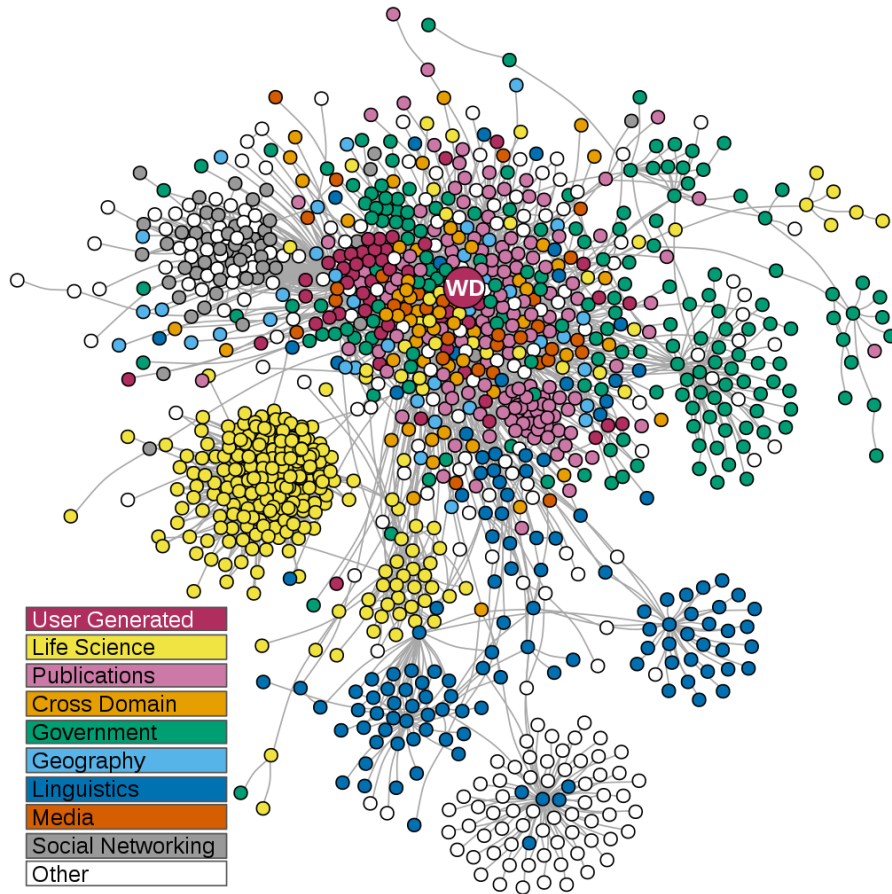 WD
User Generated
Life Science
Publications
Cross Domain
Government
Geography
Linguistics
Media
Social Networking
Other